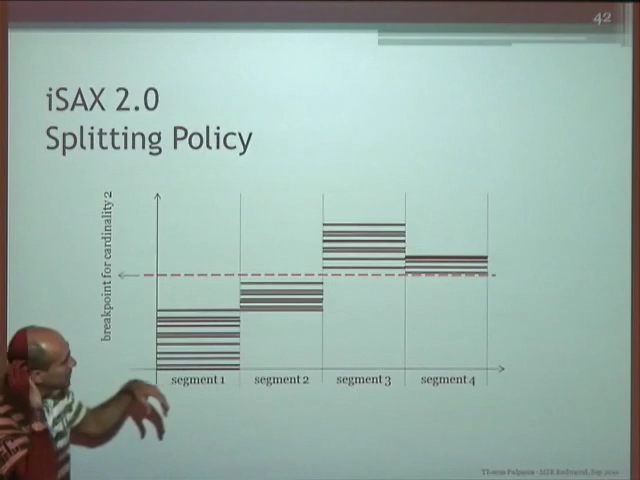 42
iSAX 2.0
Splitting Policy
breakpoint for cardinality 2
segment 1
segment 2
segment 3
segment 4